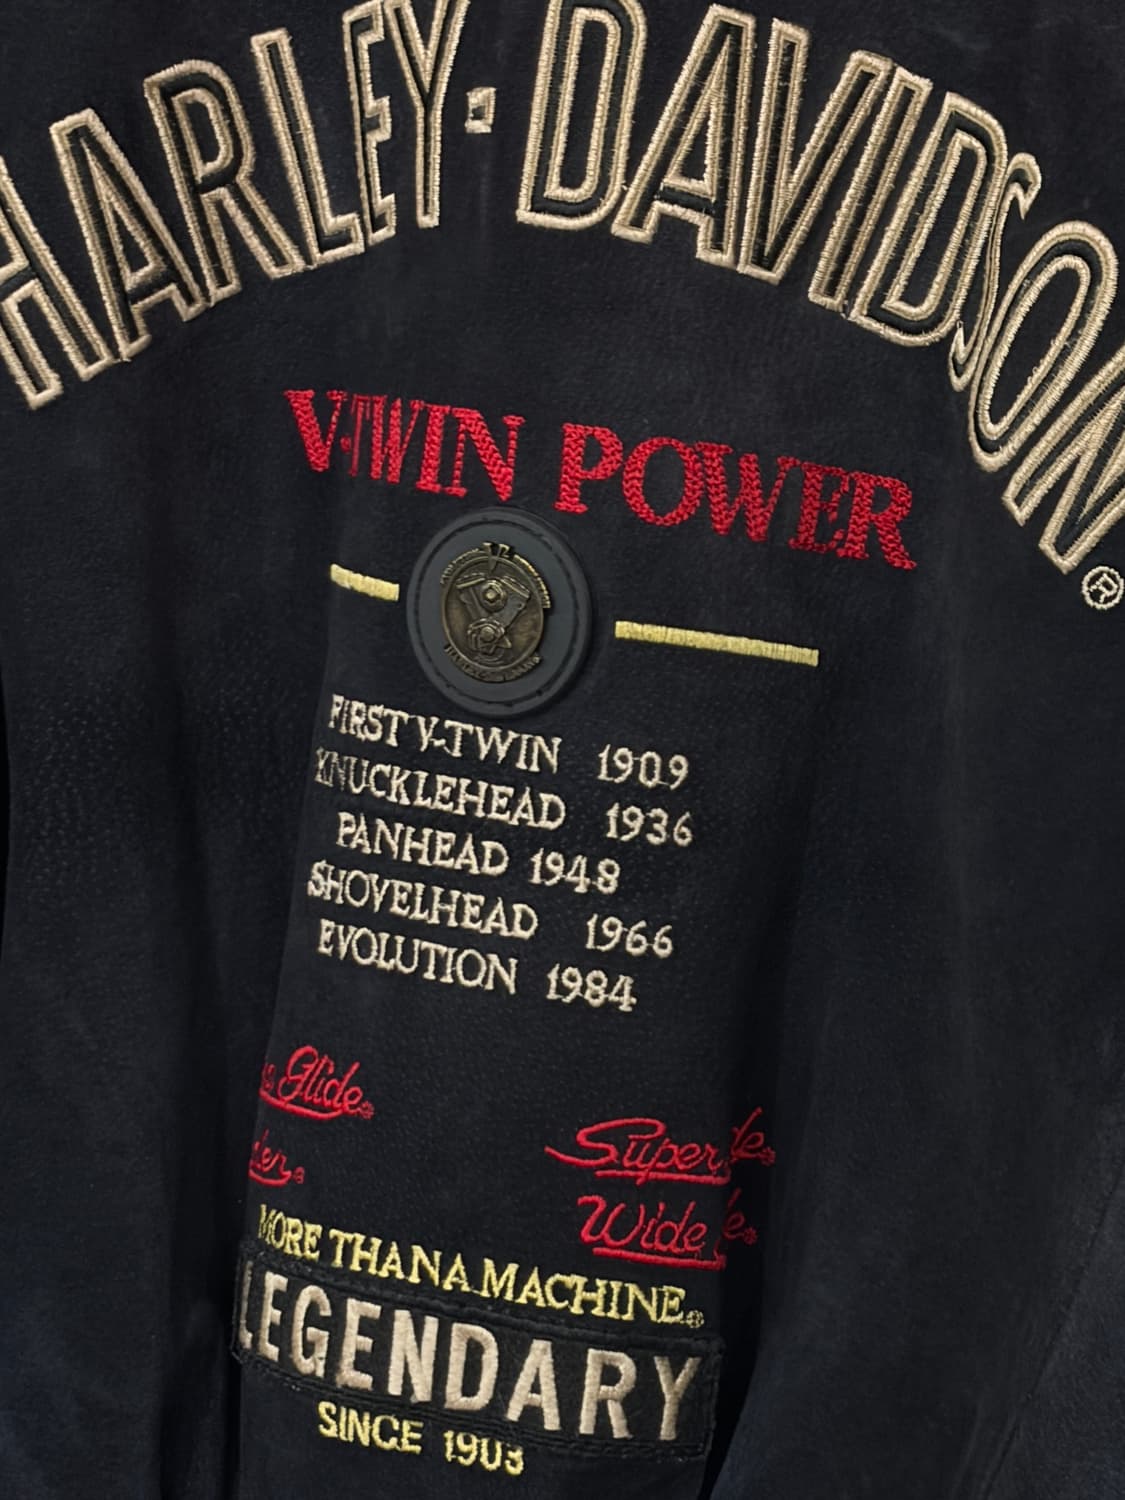 HARLEY-DAVIDSON®
V-TWIN POWER
FIRST V-TWIN 1909
KNUCKLEHEAD 1936
PANHEAD 1948
SHOVELHEAD 1966
EVOLUTION 1984
Glide®
Super
Wide
MORE THAN A MACHINE®
LEGENDARY
SINCE 1903